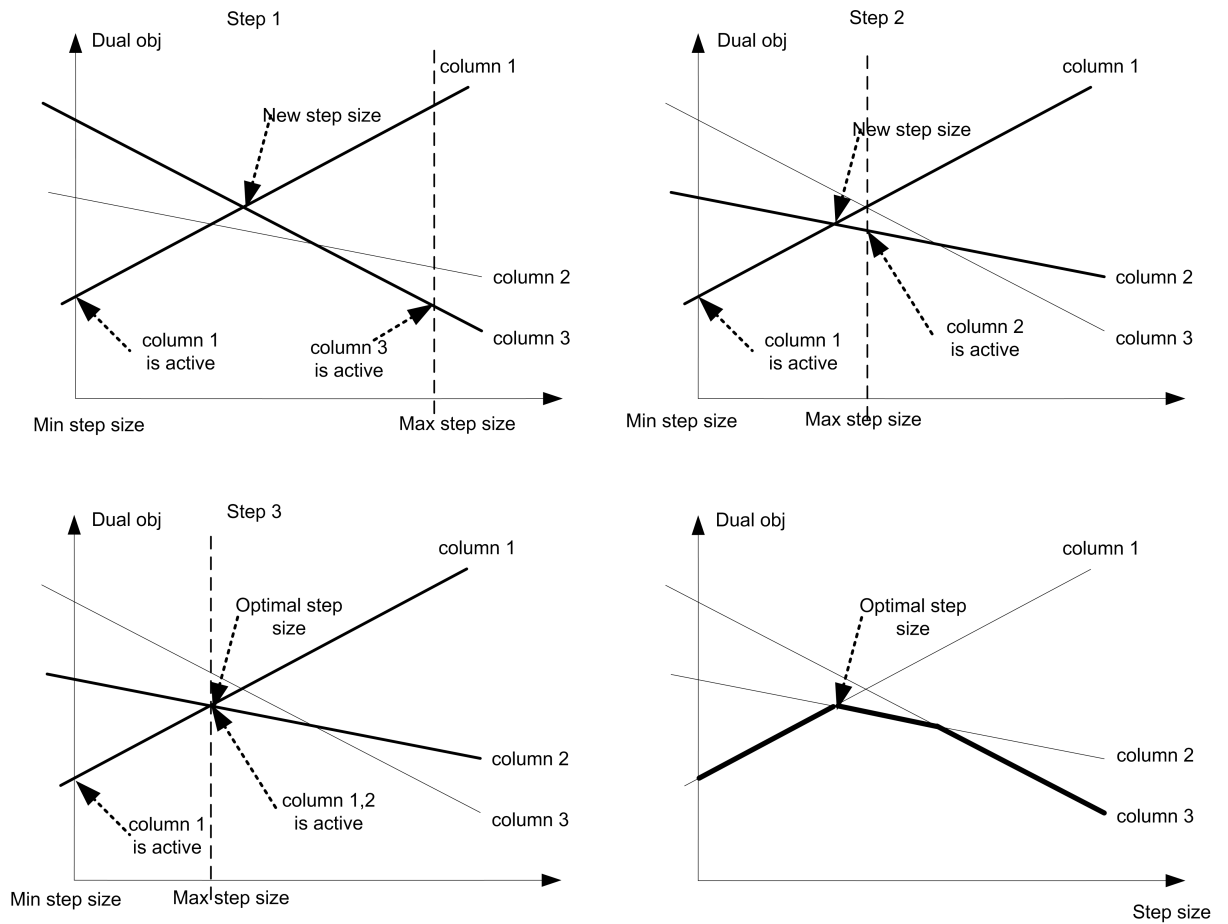 Step 1
Dual obj
column 1
New step size
column 2
column 3
column 1
is active
column 3
is active
Min step size
Max step size
Step 2
Dual obj
column 1
New step size
column 2
column 3
column 1
is active
column 2
is active
Min step size
Max step size
Step 3
Dual obj
column 1
Optimal step
size
column 2
column 3
column 1,2
is active
column 1
is active
Min step size
Max step size
Dual obj
column 1
Optimal step
size
column 2
column 3
Step size